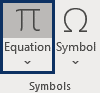 π Ω
Equation Symbol
Symbols